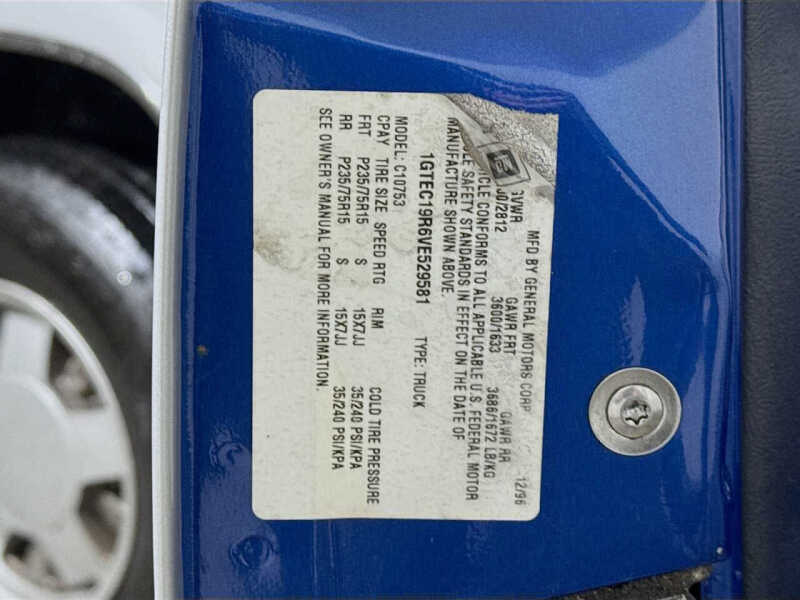 MFD BY GENERAL MOTORS CORP 12/96
GVWR GAWR FRT GAWR RR
00/2812 3600/1633 3686/1672 LB/KG
ICLE CONFORMS TO ALL APPLICABLE U.S. FEDERAL MOTOR
LE SAFETY STANDARDS IN EFFECT ON THE DATE OF
MANUFACTURE SHOWN ABOVE.
1GTEC19R6VE529581 TYPE: TRUCK
MODEL: C10753
CPAY TIRE SIZE SPEED RTG RIM COLD TIRE PRESSURE
FRT P235/75R15 S 15X7JJ 35/240 PSI/KPA
RR P235/75R15 S 15X7JJ 35/240 PSI/KPA
SEE OWNER'S MANUAL FOR MORE INFORMATION.